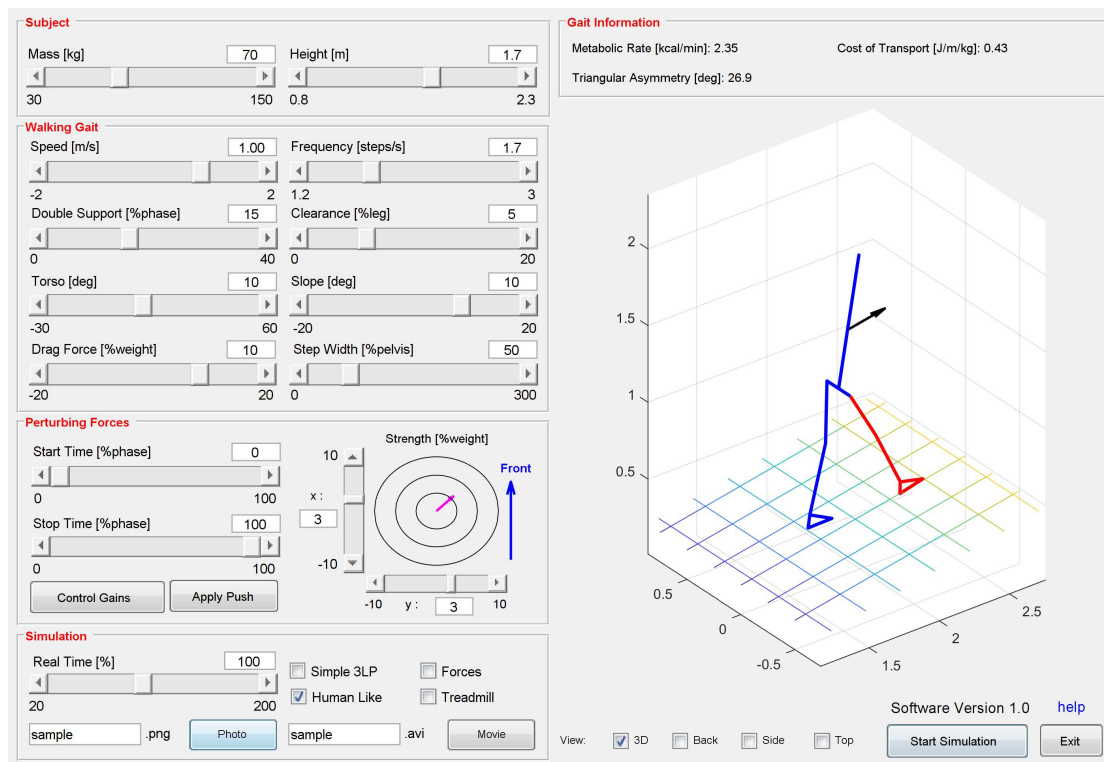 Subject
Mass [kg] 70 Height [m] 1.7
30 150 0.8 2.3
Walking Gait
Speed [m/s] 1.00 Frequency [steps/s] 1.7
-2 2 1.2 3
Double Support [%phase] 15 Clearance [%leg] 5
0 40 0 20
Torso [deg] 10 Slope [deg] 10
-30 60 -20 20
Drag Force [%weight] 10 Step Width [%pelvis] 50
-20 20 0 300
Perturbing Forces
Start Time [%phase] 0
0 100
Stop Time [%phase] 100
0 100
Control Gains Apply Push
Strength [%weight]
10
x :
3
-10
Front
-10 y : 3 10
Simulation
Real Time [%] 100
20 200
Simple 3LP Forces
Human Like Treadmill
sample .png Photo sample .avi Movie
Gait Information
Metabolic Rate [kcal/min]: 2.35 Cost of Transport [J/m/kg]: 0.43
Triangular Asymmetry [deg]: 26.9
2
1.5
1
0.5
0.5
0
-0.5
1.5
2
2.5
Software Version 1.0 help
View: 3D Back Side Top Start Simulation Exit